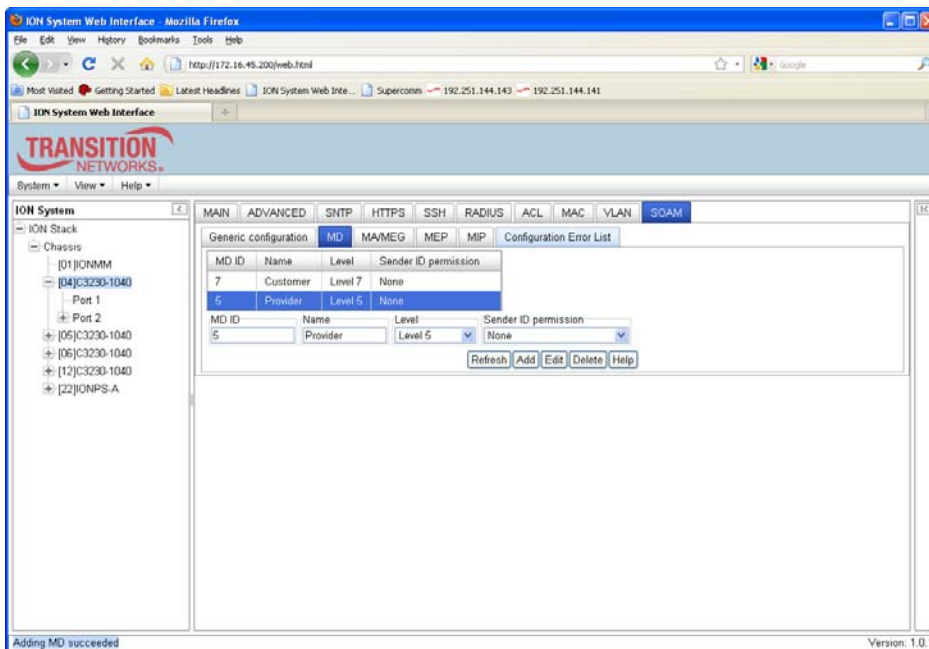 ION System Web Interface - Mozilla Firefox
File Edit View History Bookmarks Tools Help
http://172.16.45.200/web.html
Google
Most Visited Getting Started Latest Headlines ION System Web Inte... Supercomm 192.251.144.143 192.251.144.141
ION System Web Interface
TRANSITION
NETWORKS
System View Help
ION System
ION Stack
Chassis
[01]IONMM
[04]C3230-1040
Port 1
Port 2
[05]C3230-1040
[06]C3230-1040
[12]C3230-1040
[22]IONPS-A
MAIN ADVANCED SNTP HTTPS SSH RADIUS ACL MAC VLAN SOAM
Generic configuration MD MA/MEG MEP MIP Configuration Error List
MD ID Name Level Sender ID permission
7 Customer Level 7 None
5 Provider Level 5 None
MD ID Name Level Sender ID permission
5 Provider Level 5 None
Refresh Add Edit Delete Help
Adding MD succeeded
Version: 1.0.